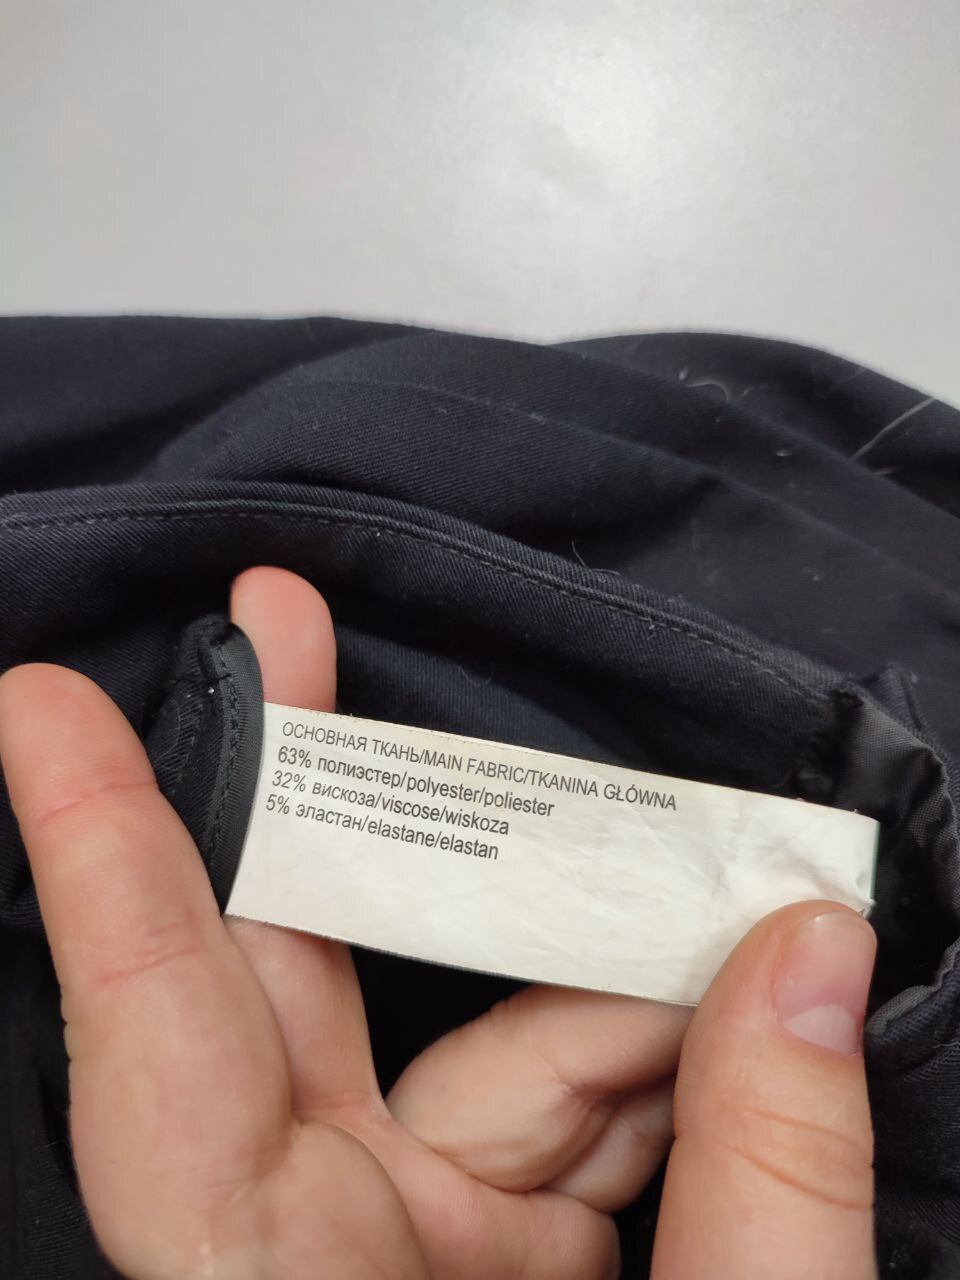 ОСНОВНАЯ ТКАНЬ/MAIN FABRIC/TKANINA GŁÓWNA
63% полиэстер/polyester/poliester
32% вискоза/viscose/wiskoza
5% эластан/elastane/elastan